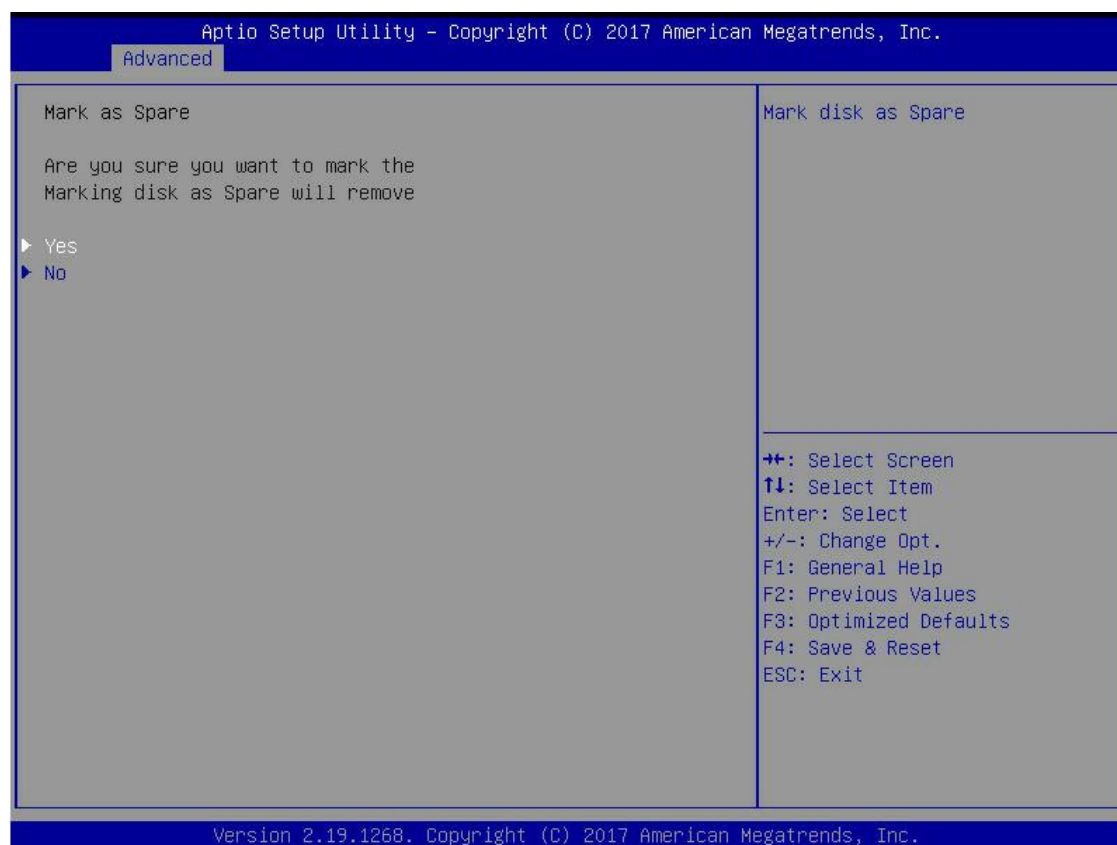 Aptio Setup Utility – Copyright (C) 2017 American Megatrends, Inc.
Advanced
Mark as Spare
Are you sure you want to mark the
Marking disk as Spare will remove
Yes
No
Mark disk as Spare
→←: Select Screen
↑↓: Select Item
Enter: Select
+/-: Change Opt.
F1: General Help
F2: Previous Values
F3: Optimized Defaults
F4: Save & Reset
ESC: Exit
Version 2.19.1268. Copyright (C) 2017 American Megatrends, Inc.